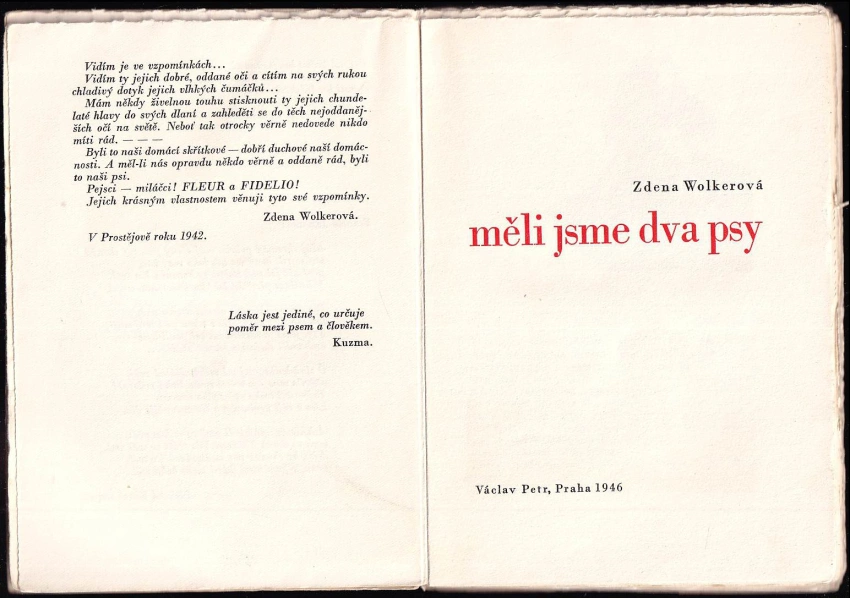 Vidím je ve vzpomínkách...
Vidím ty jejich dobré, oddané oči a cítím na svých rukou
chladivý dotyk jejich vlhkých čumáčků...
Mám někdy živelnou touhu stisknouti ty jejich chunde-
laté hlavy do svých dlaní a zahleděti se do těch nejoddaněj-
ších očí na světě. Neboť tak otrocky věrně nedovede nikdo
míti rád. — — —
Byli to naši domácí skřítkové — dobří duchové naší domác-
nosti. A měl-li nás opravdu někdo věrně a oddaně rád, byli
to naši psi.
Pejsci — miláčci! FLEUR a FIDELIO!
Jejich krásným vlastnostem věnuji tyto své vzpomínky.
Zdena Wolkerová.
V Prostějově roku 1942.
Láska jest jediné, co určuje
poměr mezi psem a člověkem.
Kuzma.
Zdena Wolkerová
měli jsme dva psy
Václav Petr, Praha 1946